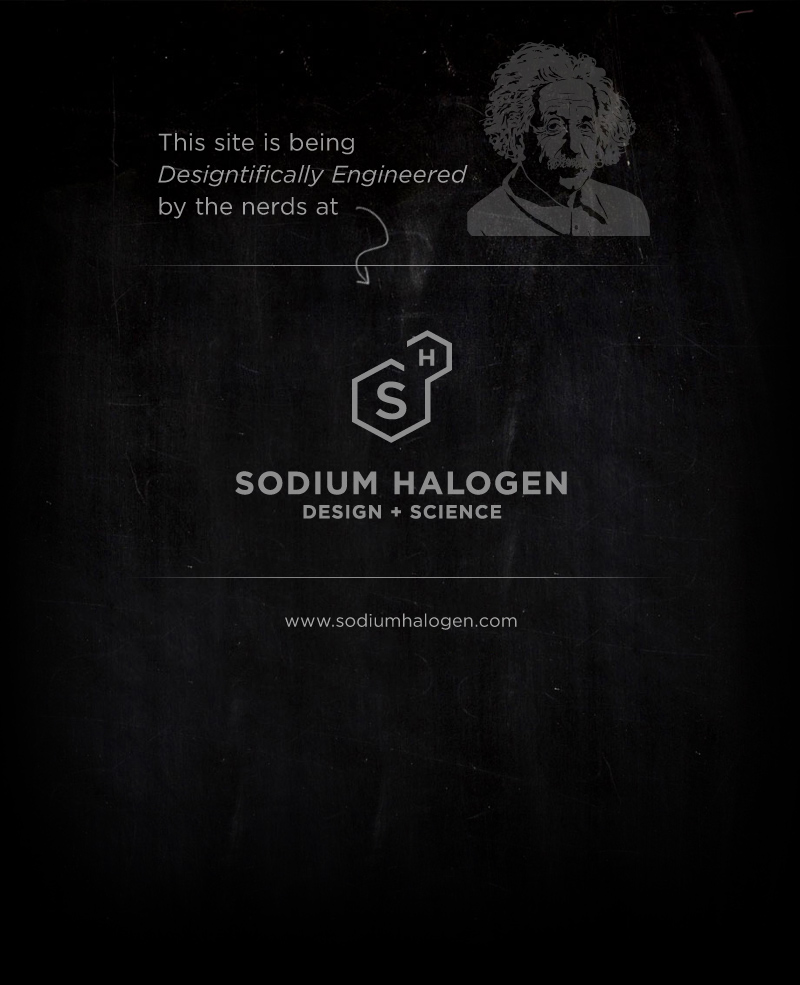 This site is being
Designtifically Engineered
by the nerds at
H
S
SODIUM HALOGEN
DESIGN + SCIENCE
www.sodiumhalogen.com